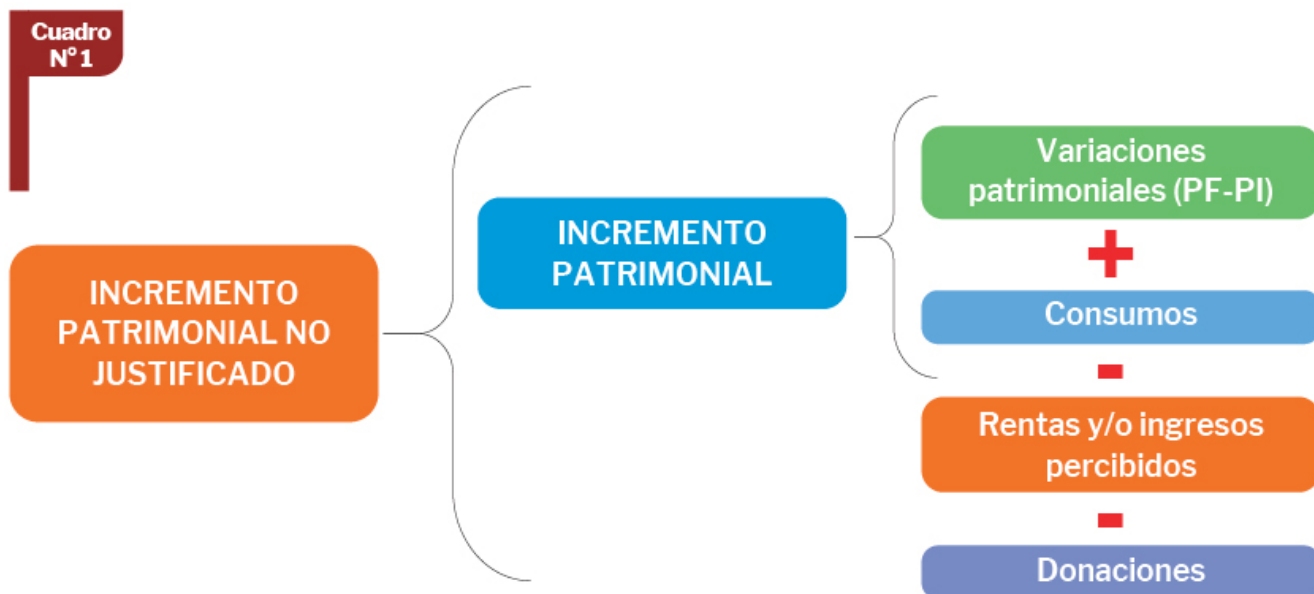 Cuadro
N° 1
INCREMENTO
PATRIMONIAL NO
JUSTIFICADO
INCREMENTO
PATRIMONIAL
Variaciones
patrimoniales (PF-PI)
+
Consumos
-
Rentas y/o ingresos
percibidos
-
Donaciones